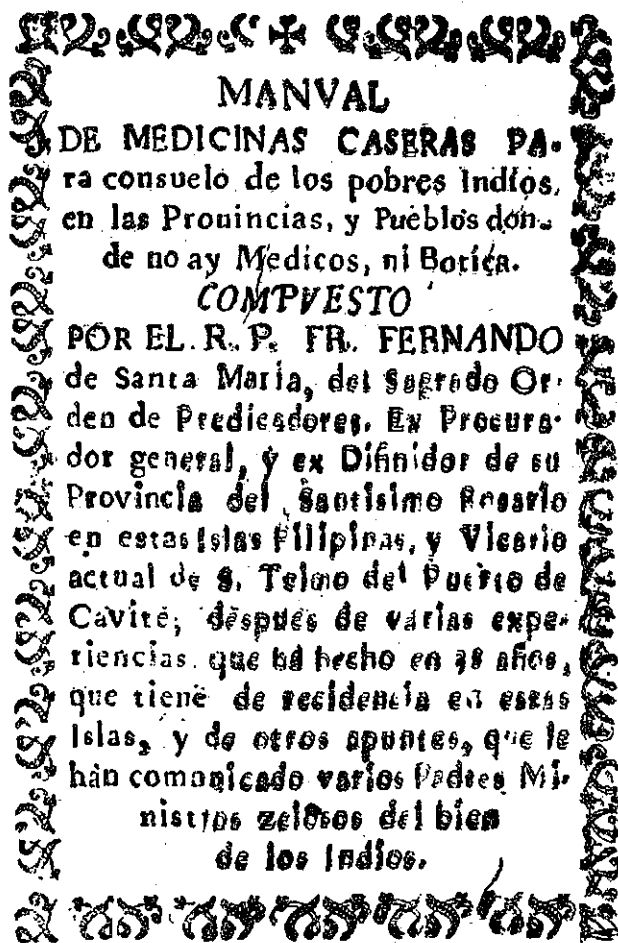 MANVAL
DE MEDICINAS CASERAS PA-
ra consuelo de los pobres Indios,
en las Prouincias, y Pueblos don-
de no ay Medicos, ni Botica.
COMPVESTO
POR EL. R. P. FR. FERNANDO
de Santa Maria, del Sagrado Or-
den de Predicadores. Ex Procura-
dor general, y ex Difinidor de su
Provincia del Santisimo Rosario
en estas Islas Filipinas, y Vicario
actual de S. Telmo del Puerto de
Cavite; despues de varias expe-
riencias que há hecho en 38 años,
que tiene de recidencia en estas
Islas, y de otros apuntes, que le
hán comunicado varios Padres Mi-
nistros zelosos del bien
de los Indios.